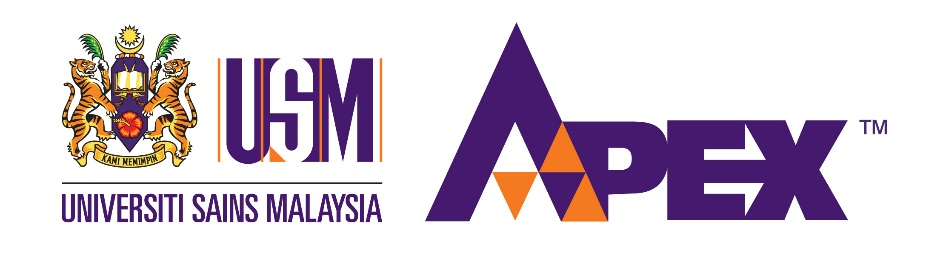 KAMI MEMIMPIN
USM
UNIVERSITI SAINS MALAYSIA
APEX™